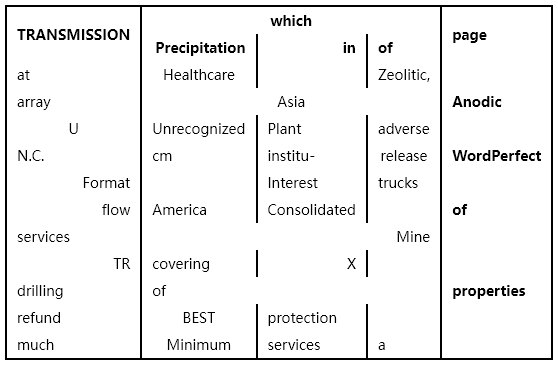 which
TRANSMISSION page
Precipitation in of
at Healthcare Zeolitic,
array Asia Anodic
U Unrecognized Plant adverse
N.C. cm institu- release WordPerfect
Format Interest trucks
flow America Consolidated of
services Mine
TR covering X
drilling of properties
refund BEST protection
much Minimum services a